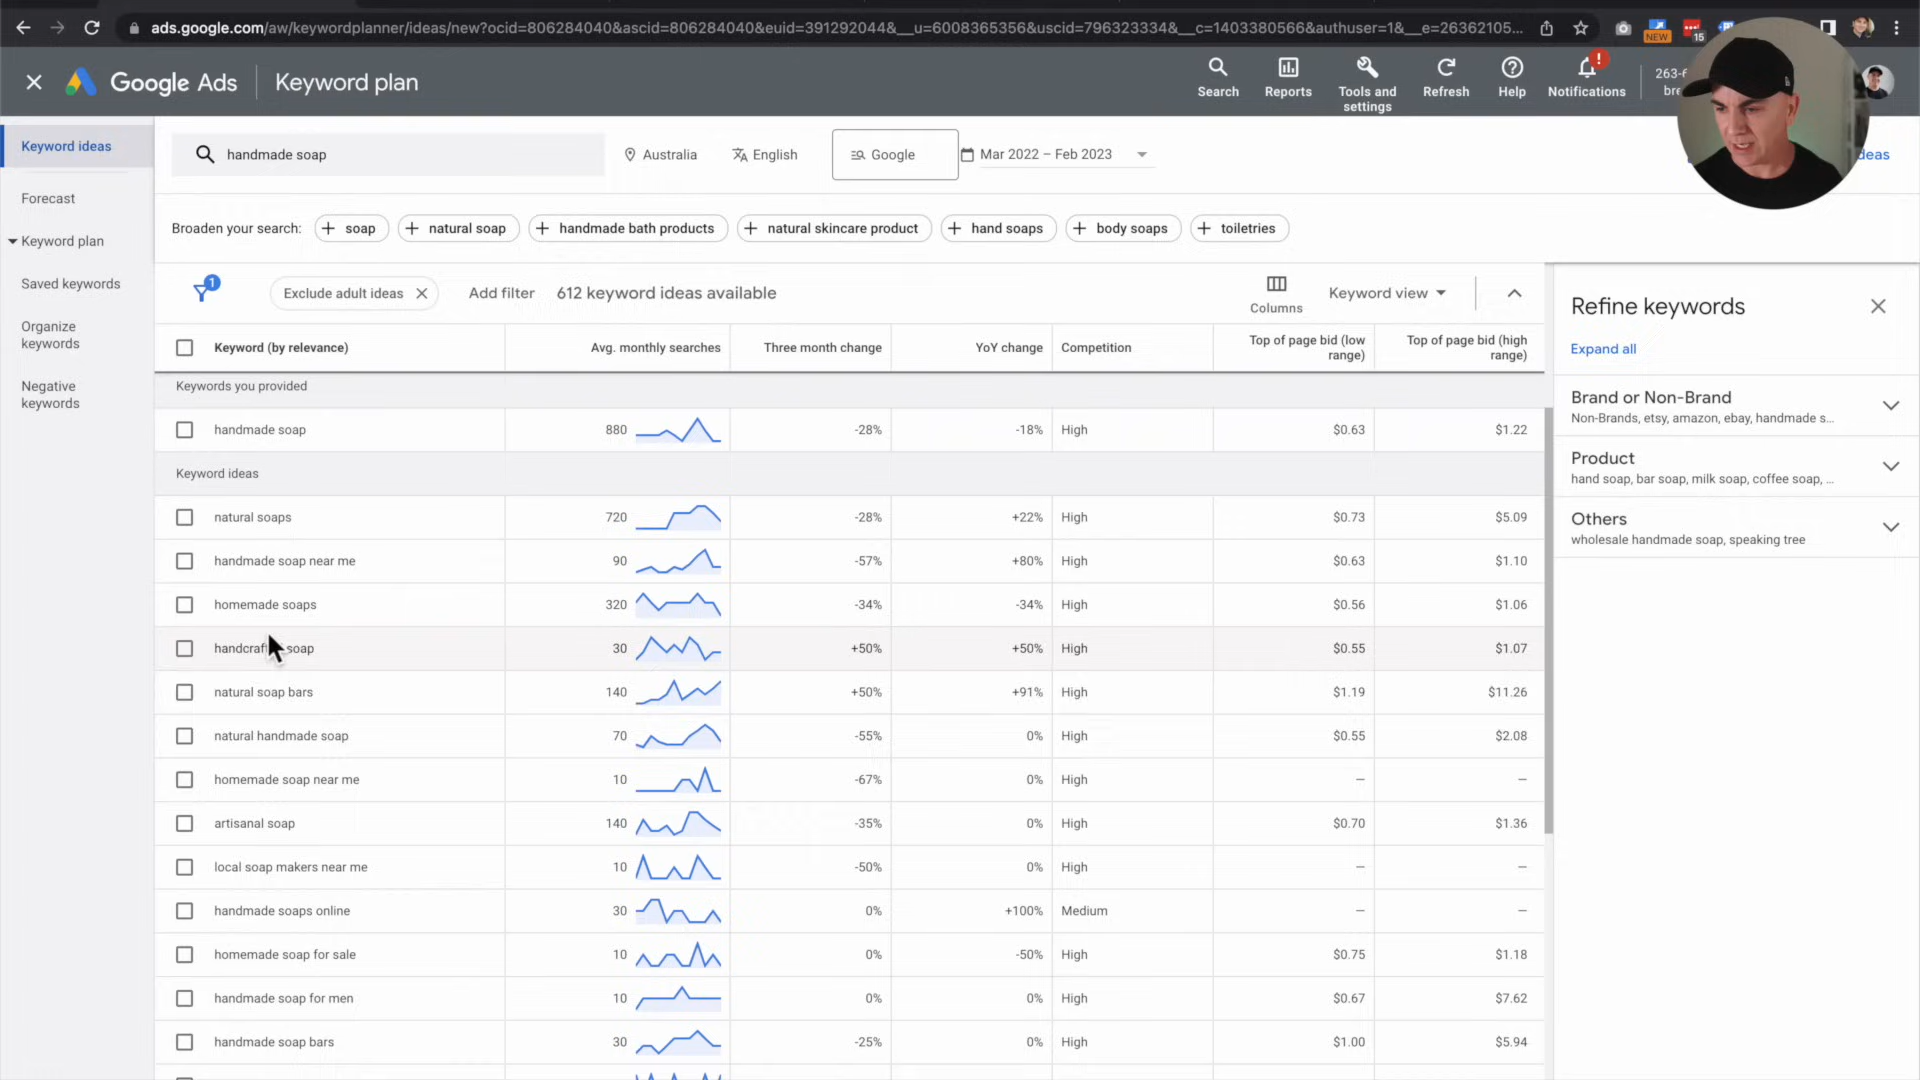 ads.google.com/aw/keywordplanner/ideas/new?ocid=806284040&ascid=806284040&euid=391292044&__u=6008365356&uscid=796323334&__c=1403380566&authuser=1&__e=26362105...
NEW
15
Google Ads
Keyword plan
Search
Reports
Tools and
settings
Refresh
Help
!
Notifications
263-6
bre
Keyword ideas
Forecast
Keyword plan
Saved keywords
Organize
keywords
Negative
keywords
handmade soap
Australia
English
Google
Mar 2022 – Feb 2023
deas
Broaden your search:
soap
natural soap
handmade bath products
natural skincare product
hand soaps
body soaps
toiletries
1
Exclude adult ideas
Add filter
612 keyword ideas available
Columns
Keyword view
Keyword (by relevance) Avg. monthly searches Three month change YoY change Competition Top of page bid (low range) Top of page bid (high range)
Keywords you provided
handmade soap 880 -28% -18% High $0.63 $1.22
Keyword ideas
natural soaps 720 -28% +22% High $0.73 $5.09
handmade soap near me 90 -57% +80% High $0.63 $1.10
homemade soaps 320 -34% -34% High $0.56 $1.06
handcraf soap 30 +50% +50% High $0.55 $1.07
natural soap bars 140 +50% +91% High $1.19 $11.26
natural handmade soap 70 -55% 0% High $0.55 $2.08
homemade soap near me 10 -67% 0% High – –
artisanal soap 140 -35% 0% High $0.70 $1.36
local soap makers near me 10 -50% 0% High – –
handmade soaps online 30 0% +100% Medium – –
homemade soap for sale 10 0% -50% High $0.75 $1.18
handmade soap for men 10 0% 0% High $0.67 $7.62
handmade soap bars 30 -25% 0% High $1.00 $5.94
Refine keywords
Expand all
Brand or Non-Brand
Non-Brands, etsy, amazon, ebay, handmade s...
Product
hand soap, bar soap, milk soap, coffee soap, ...
Others
wholesale handmade soap, speaking tree